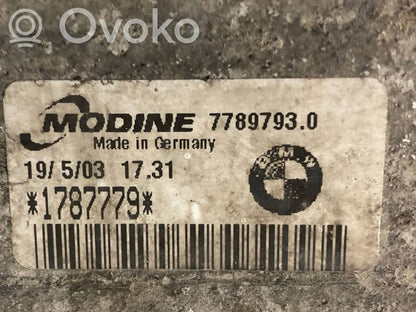 Ovoko
MODINE 7789793.0
Made in Germany
19/ 5/03 17.31
*1787779*
BMW